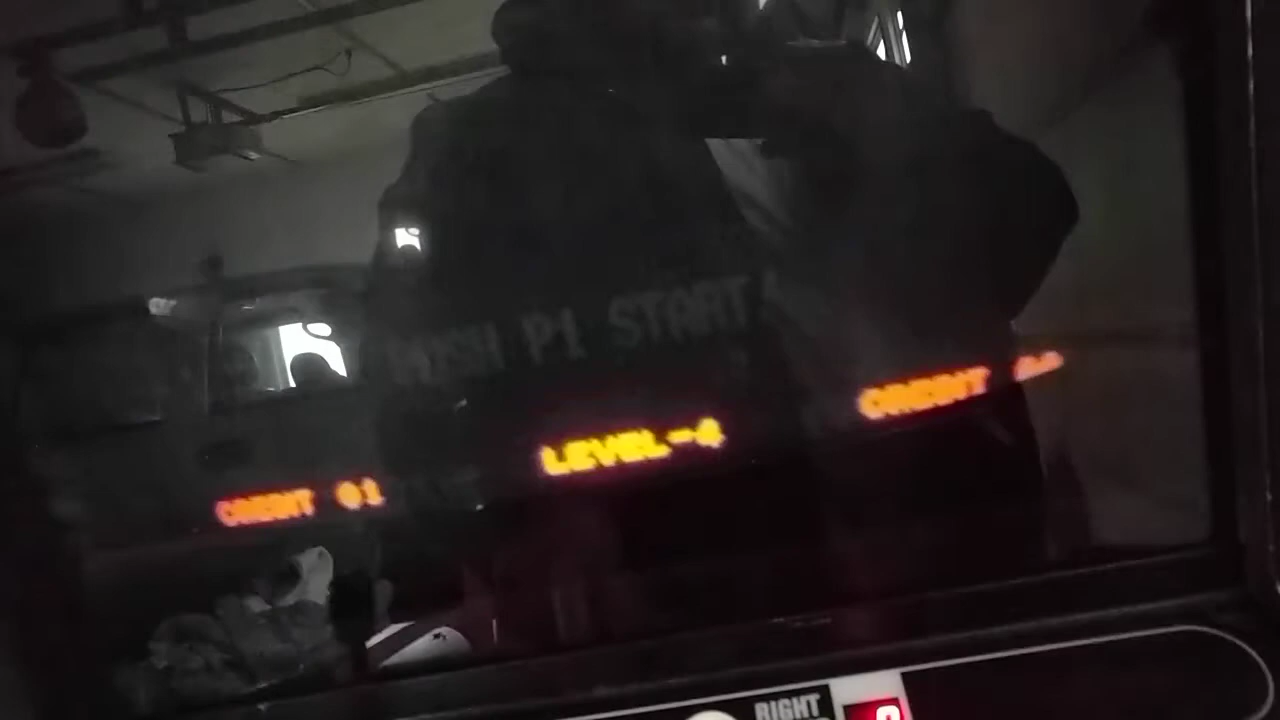 PUSH P1 START!
CREDIT
LEVEL-4
CREDIT 01
RIGHT